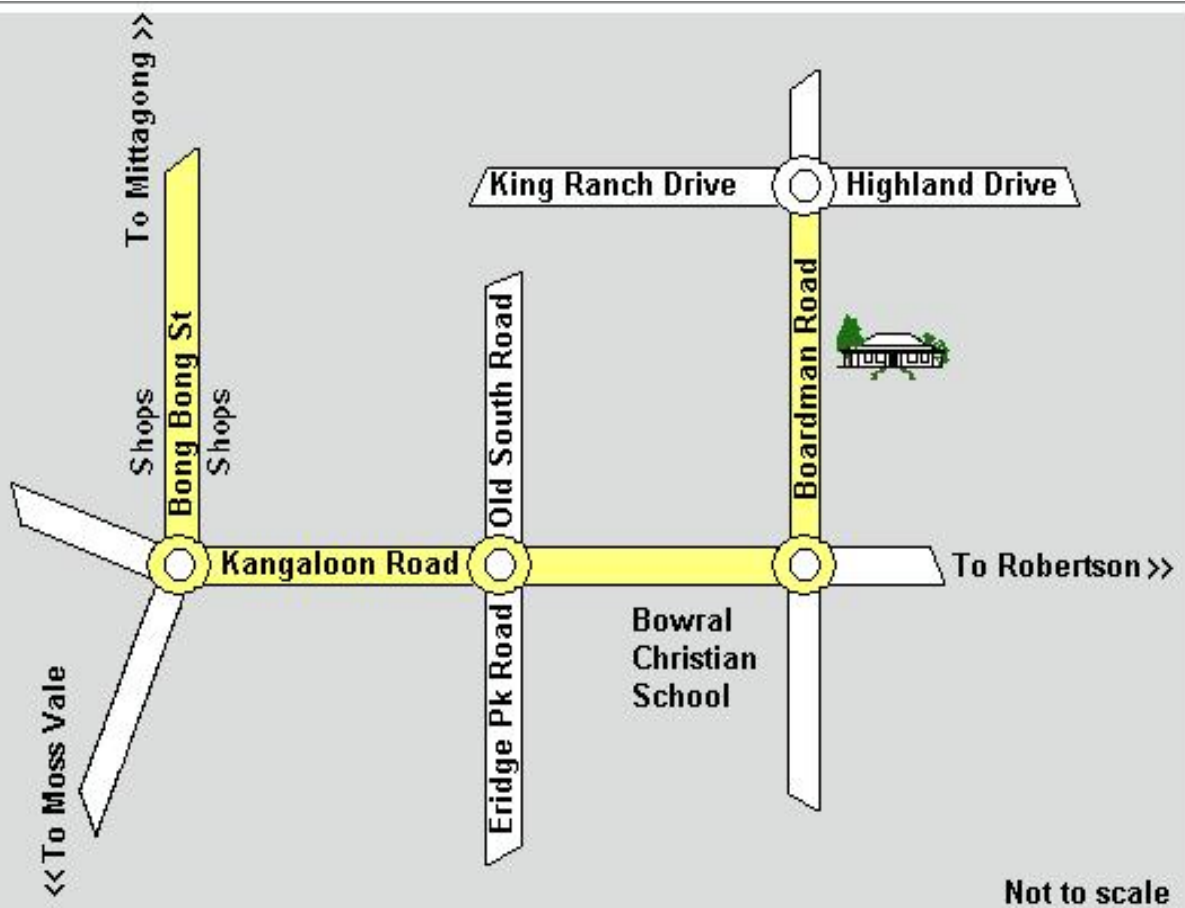 To Mittagong >>
King Ranch Drive
Highland Drive
Bong Bong St
Shops
Shops
Old South Road
Boardman Road
Kangaloon Road
To Robertson >>
Bowral
Christian
School
Eridge Pk Road
<< To Moss Vale
Not to scale